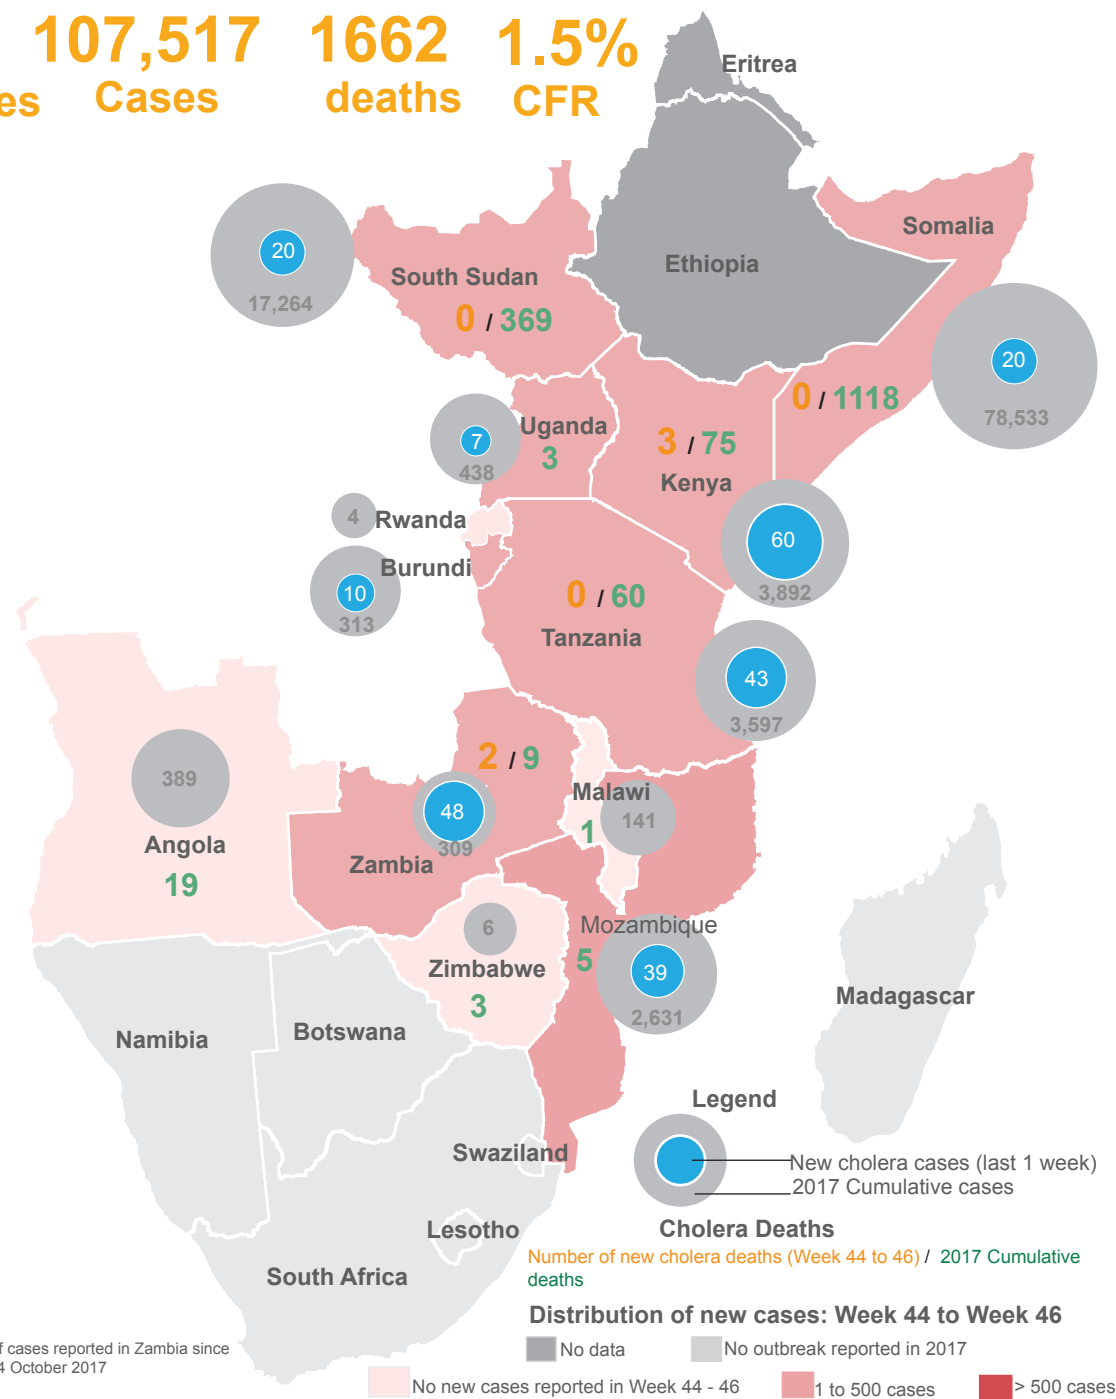 107,517 1662 1.5%
es Cases deaths CFR
Eritrea
Somalia
Ethiopia
20
17,264
South Sudan
0 / 369
20
78,533
0 / 1118
7
438
Uganda
3
3 / 75
Kenya
4
Rwanda
60
3,892
Burundi
10
313
0 / 60
Tanzania
43
3,597
2 / 9
389
Angola
19
48
309
Zambia
Malawi
1
141
6
Zimbabwe
3
Mozambique
5
39
2,631
Madagascar
Namibia
Botswana
Swaziland
Lesotho
South Africa
Legend
New cholera cases (last 1 week)
2017 Cumulative cases
Cholera Deaths
Number of new cholera deaths (Week 44 to 46) / 2017 Cumulative
deaths
Distribution of new cases: Week 44 to Week 46
No data
No outbreak reported in 2017
f cases reported in Zambia since
4 October 2017
No new cases reported in Week 44 - 46
1 to 500 cases
> 500 cases